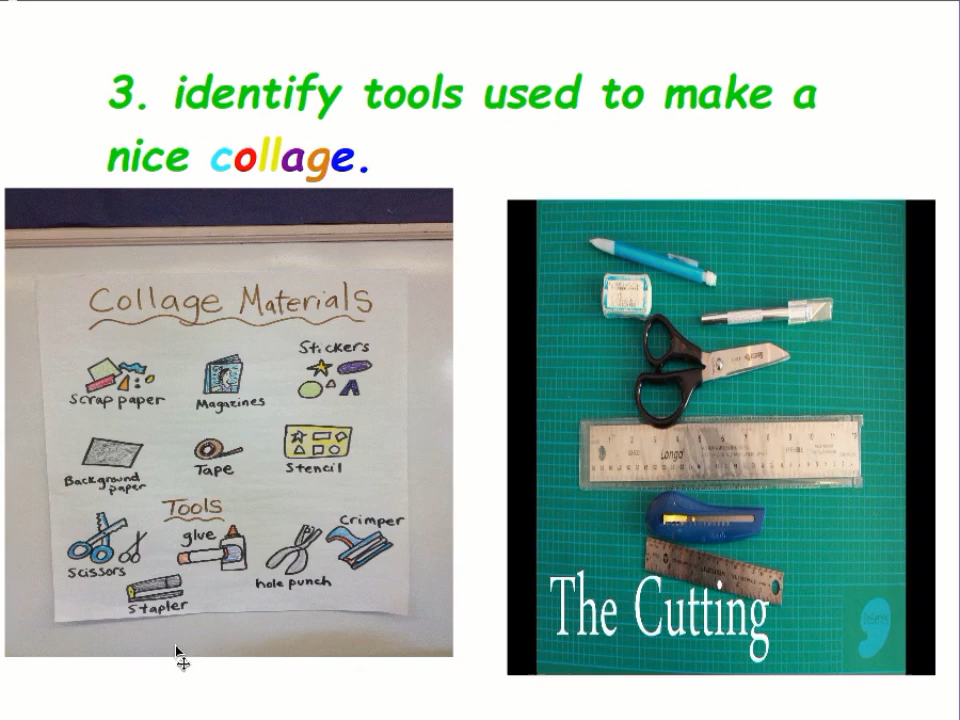 3. identify tools used to make a
nice collage.
Collage Materials
Stickers
Scrap paper
Magazines
Background
paper
Tape
Stencil
Tools
Scissors
glue
hole punch
Crimper
Stapler
Longo
The Cutting